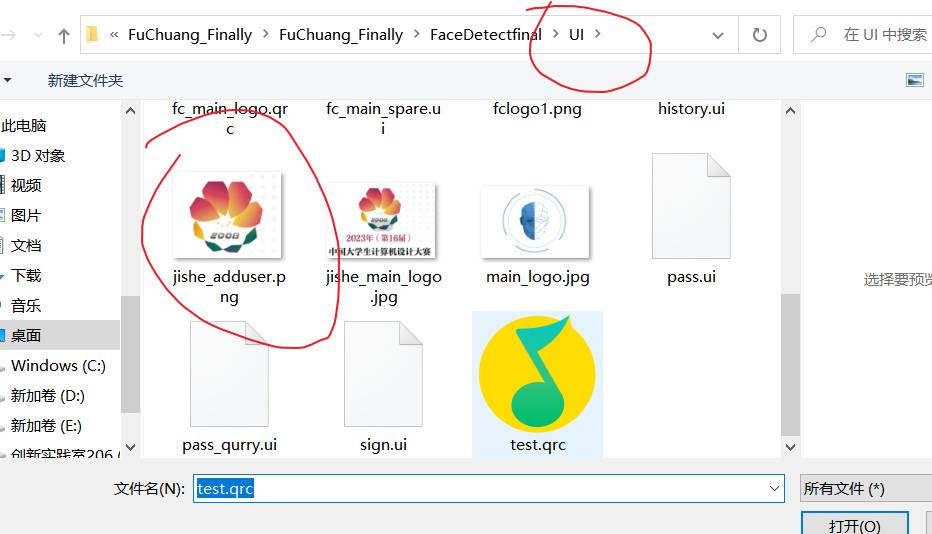 « FuChuang_Finally > FuChuang_Finally > FaceDetectfinal > UI >
在 UI 中搜索
新建文件夹
此电脑
3D 对象
视频
图片
文档
下载
音乐
桌面
Windows (C:)
新加卷 (D:)
新加卷 (E:)
创新实践室206 (
fc_main_logo.qr
c
fc_main_spare.u
i
fclogo1.png
history.ui
2008
jishe_adduser.p
ng
2008
2023年（第16届）
中国大学生计算机设计大赛
jishe_main_logo
.jpg
main_logo.jpg
pass.ui
pass_qurry.ui
sign.ui
test.qrc
选择要预览
文件名(N):
test.qrc
所有文件 (*)
打开(O)